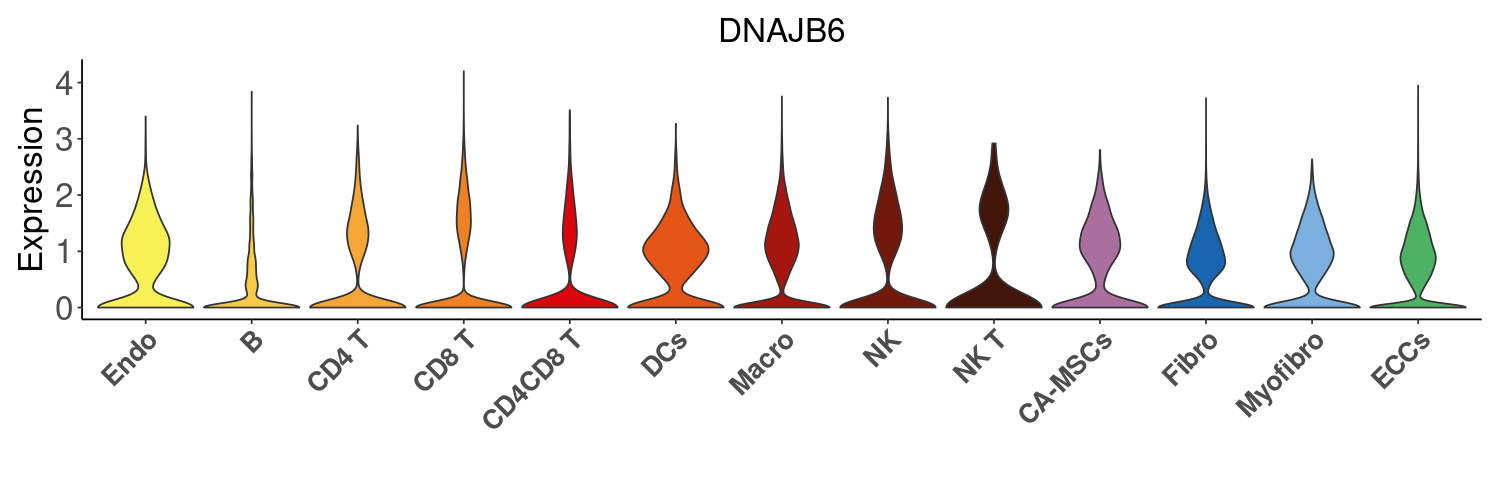 DNAJB6
Expression
4
3
2
1
0
Endo
B
CD4 T
CD8 T
CD4CD8 T
DCs
Macro
NK
NK T
CA-MSCs
Fibro
Myofibro
ECCs